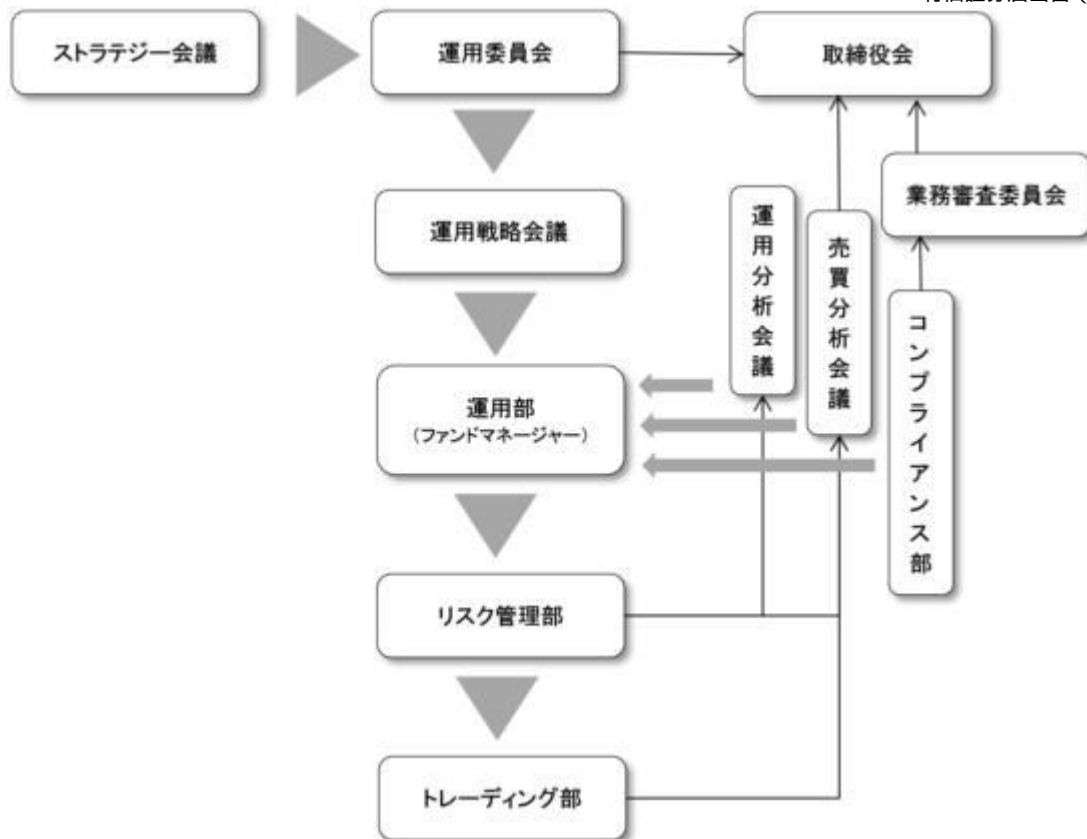 ストラテジー会議
運用委員会
取締役会
業務審査委員会
運用戦略会議
運用分析会議
売買分析会議
コンプライアンス部
運用部
(ファンドマネージャー)
リスク管理部
トレーディング部